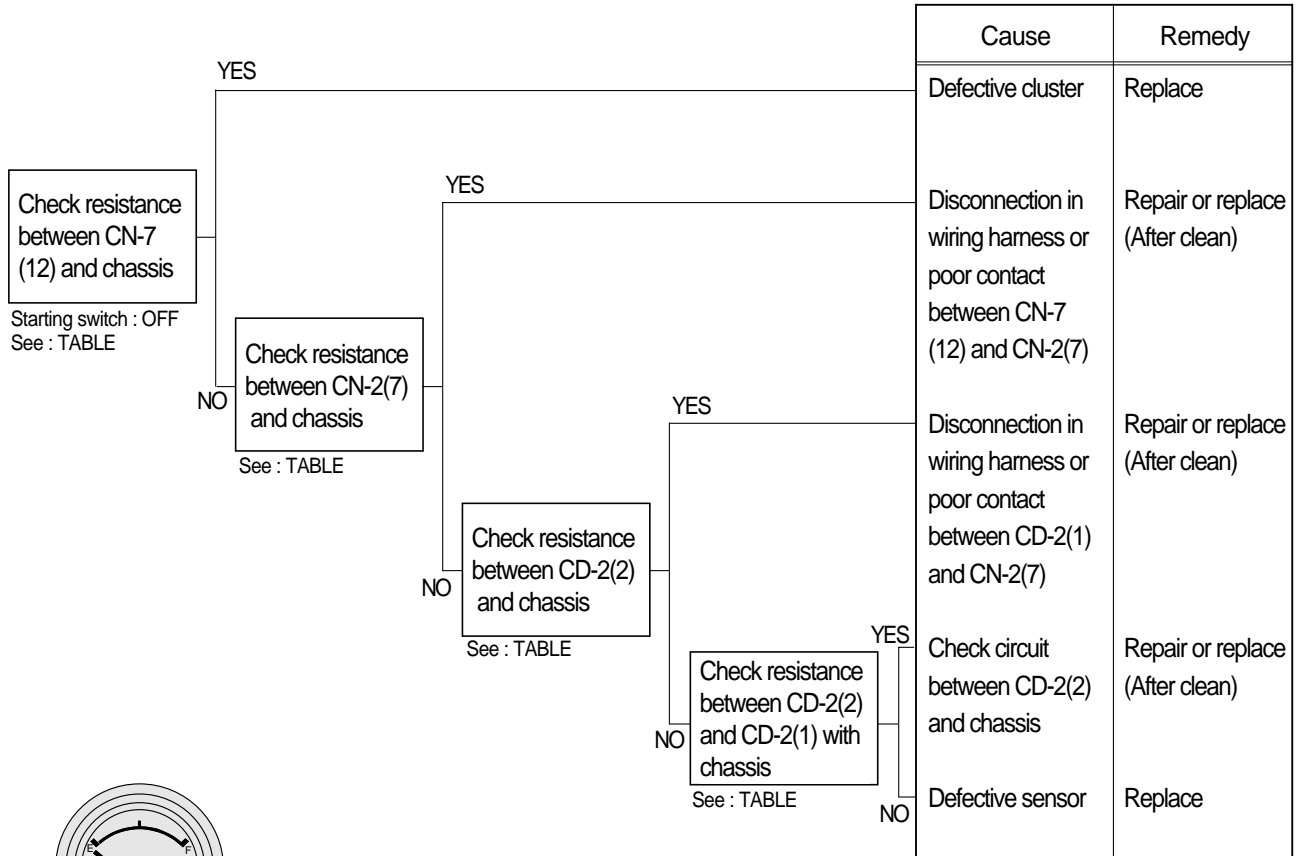 Cause
Remedy
YES
Defective cluster
Replace
Check resistance
between CN-7
(12) and chassis
Starting switch : OFF
See : TABLE
YES
Disconnection in
wiring harness or
poor contact
between CN-7
(12) and CN-2(7)
Repair or replace
(After clean)
NO
Check resistance
between CN-2(7)
and chassis
See : TABLE
YES
Disconnection in
wiring harness or
poor contact
between CD-2(1)
and CN-2(7)
Repair or replace
(After clean)
NO
Check resistance
between CD-2(2)
and chassis
See : TABLE
YES
Check circuit
between CD-2(2)
and chassis
Repair or replace
(After clean)
NO
Check resistance
between CD-2(2)
and CD-2(1) with
chassis
See : TABLE
NO
Defective sensor
Replace
E
F